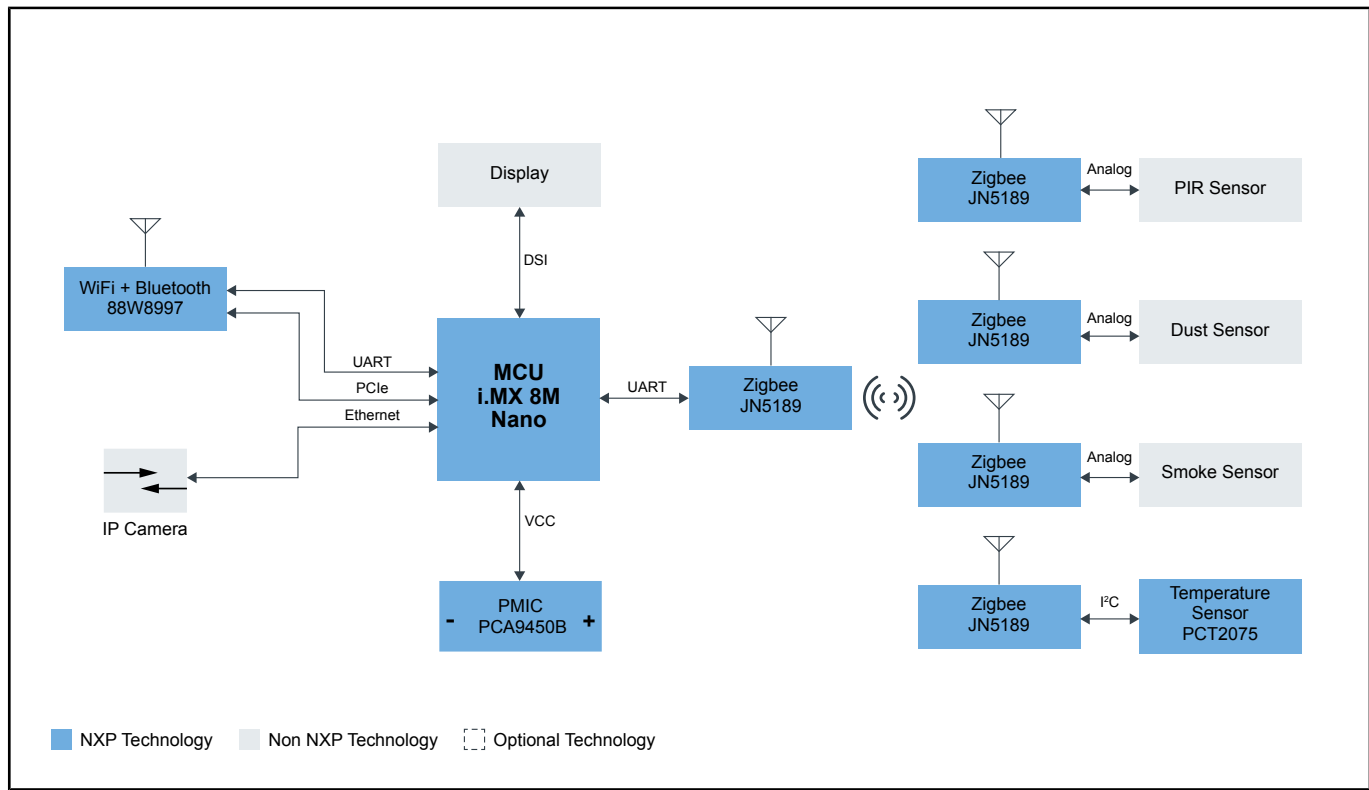 Display
DSI
WiFi + Bluetooth
88W8997
UART
PCIe
Ethernet
IP Camera
MCU
i.MX 8M
Nano
VCC
PMIC
- PCA9450B +
UART
Zigbee
JN5189
Zigbee
JN5189
Analog
PIR Sensor
Zigbee
JN5189
Analog
Dust Sensor
Zigbee
JN5189
Analog
Smoke Sensor
Zigbee
JN5189
I²C
Temperature
Sensor
PCT2075
NXP Technology
Non NXP Technology
Optional Technology